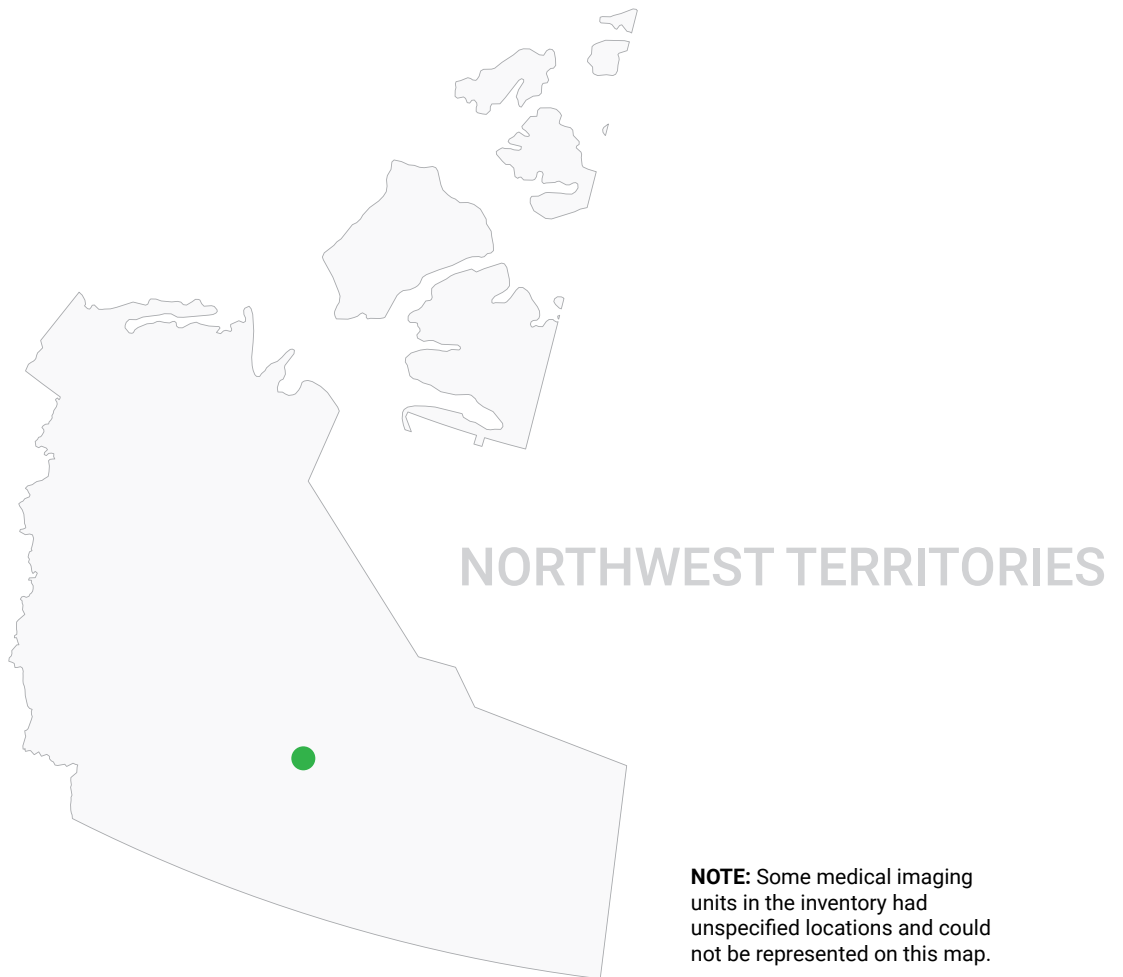 NORTHWEST TERRITORIES
NOTE: Some medical imaging
units in the inventory had
unspecified locations and could
not be represented on this map.